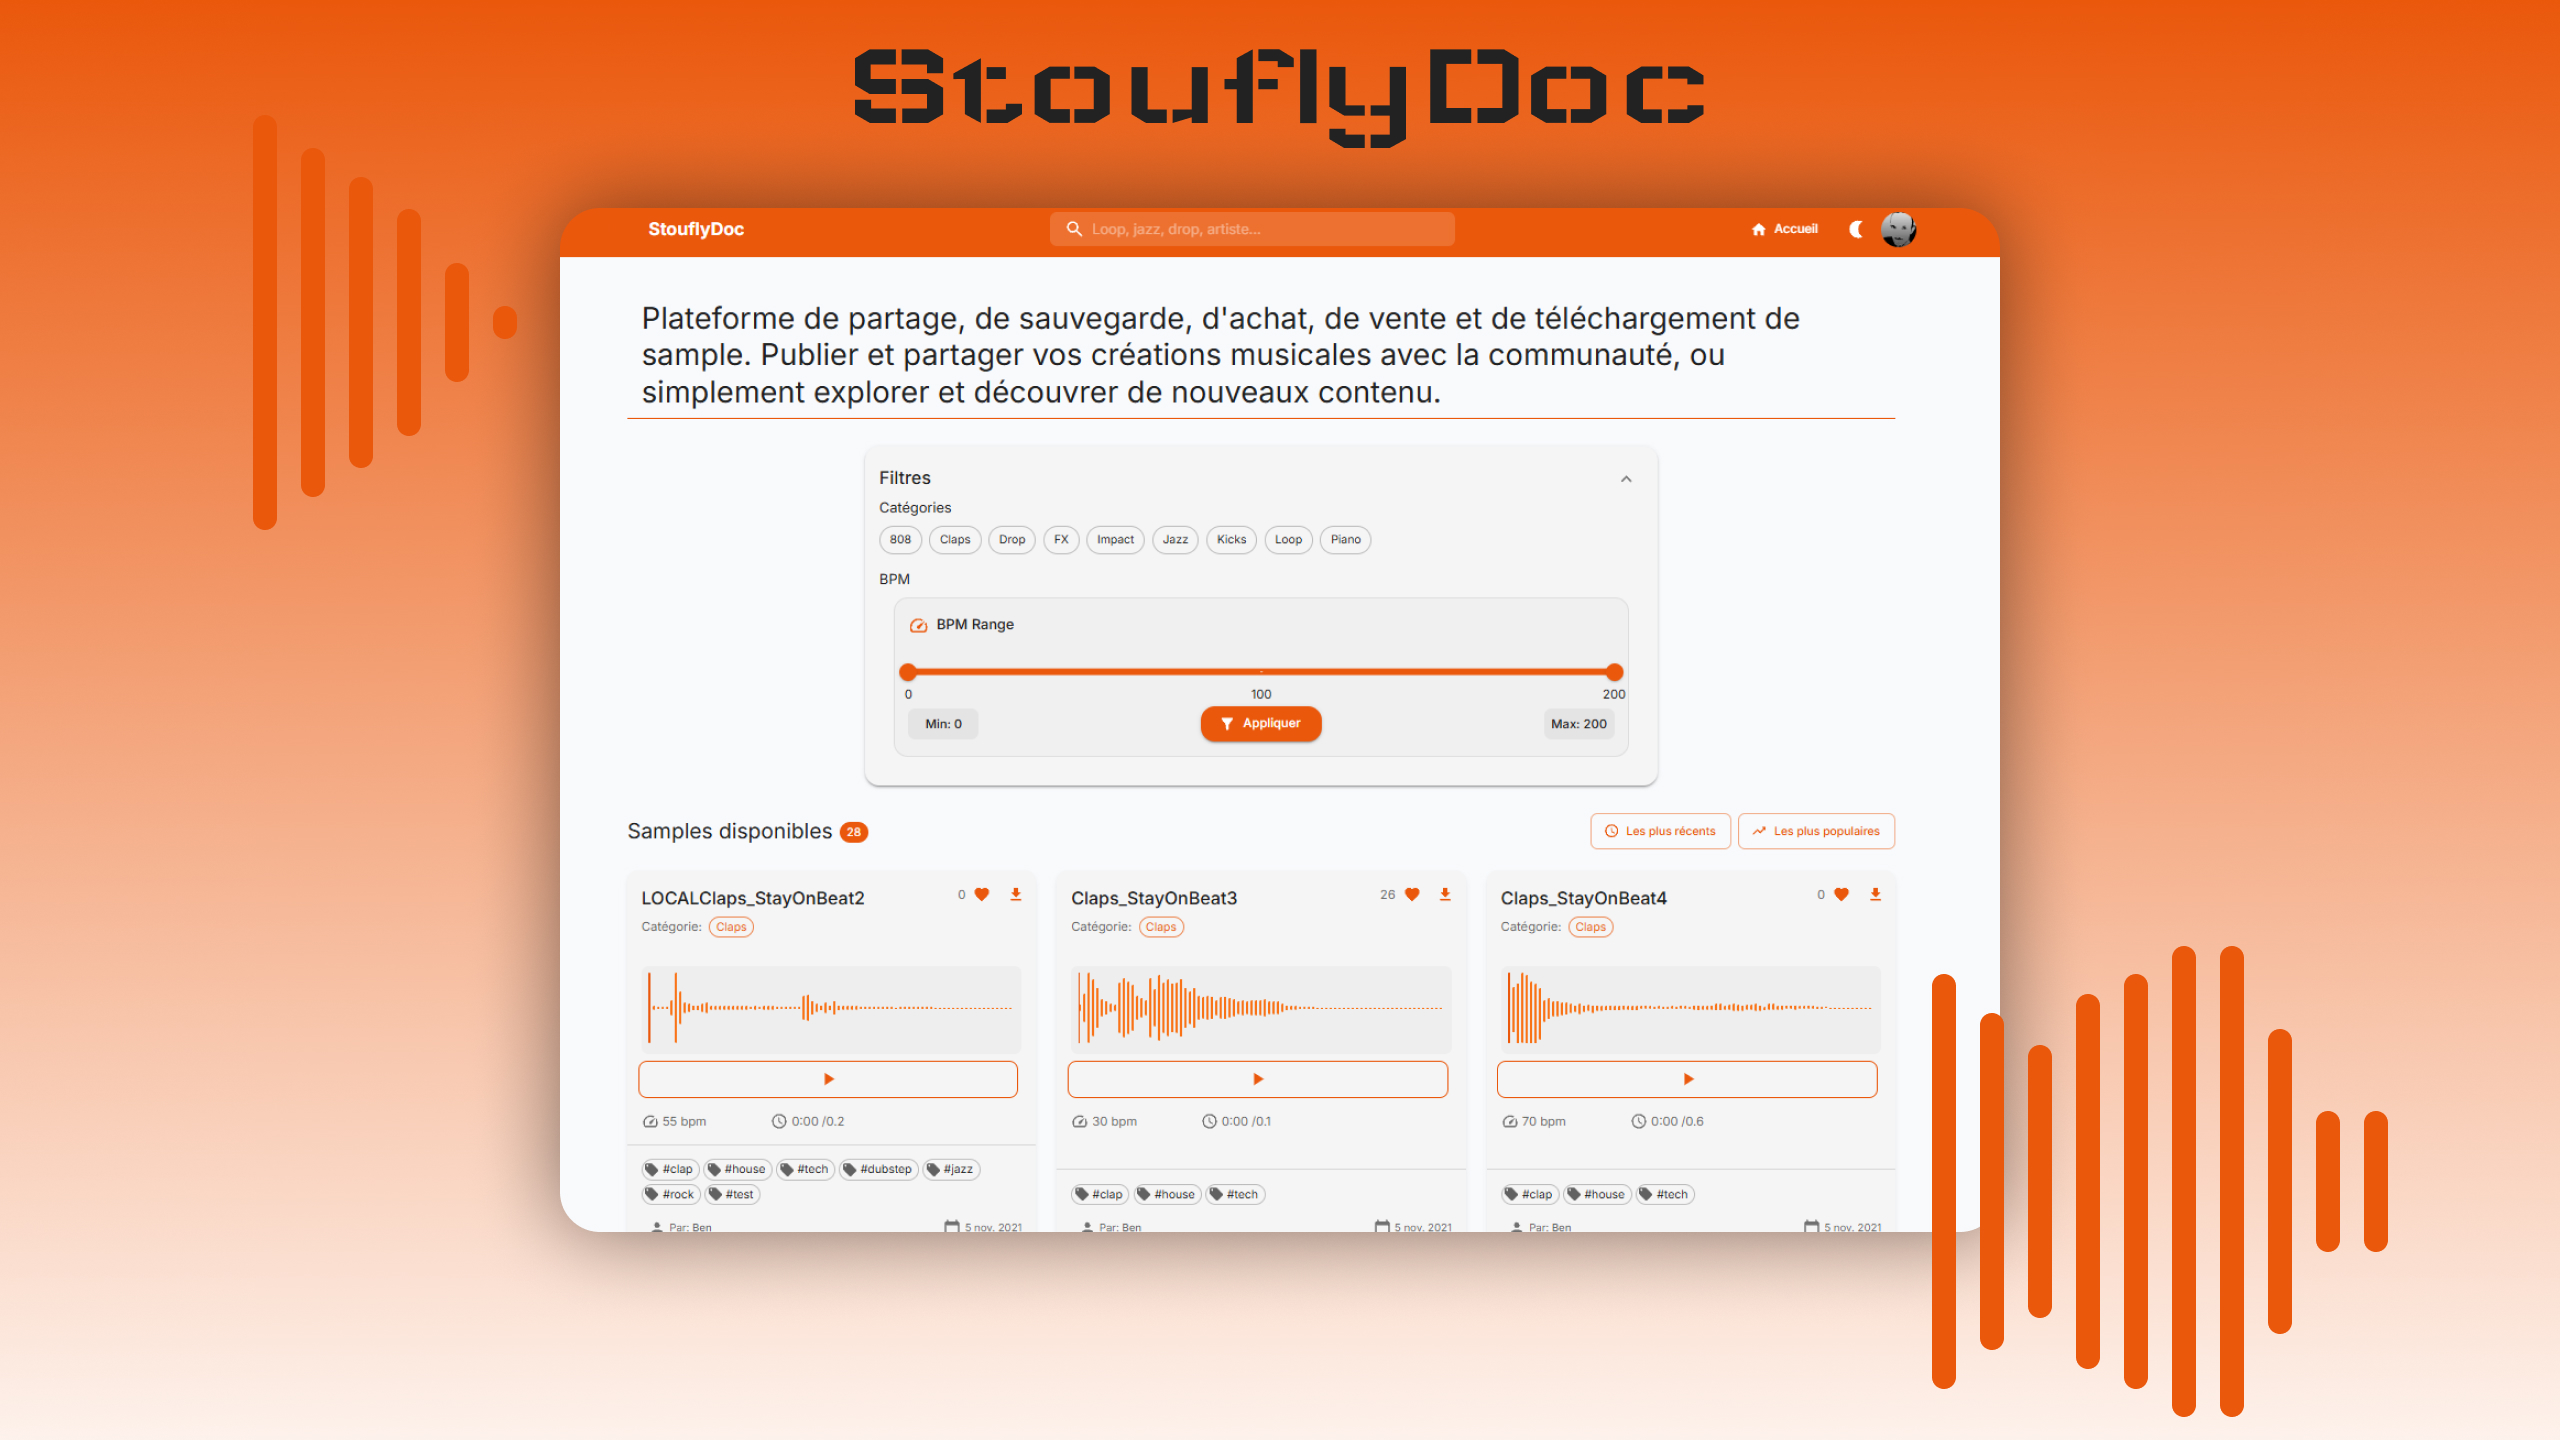 StouflyDoc
StouflyDoc
Loop, jazz, drop, artiste...
Accueil
Plateforme de partage, de sauvegarde, d'achat, de vente et de téléchargement de
sample. Publier et partager vos créations musicales avec la communauté, ou
simplement explorer et découvrer de nouveaux contenu.
Filtres
Catégories
808 Claps Drop FX Impact Jazz Kicks Loop Piano
BPM
BPM Range
0 100 200
Min: 0 Appliquer Max: 200
Samples disponibles 28 Les plus récents Les plus populaires
LOCALClaps_StayOnBeat2 0
Catégorie: Claps
55 bpm 0:00 /0.2
#clap #house #tech #dubstep #jazz
#rock #test
Par: Ben 5 nov. 2021
Claps_StayOnBeat3 26
Catégorie: Claps
30 bpm 0:00 /0.1
#clap #house #tech
Par: Ben 5 nov. 2021
Claps_StayOnBeat4 0
Catégorie: Claps
70 bpm 0:00 /0.6
#clap #house #tech
Par: Ben 5 nov. 2021